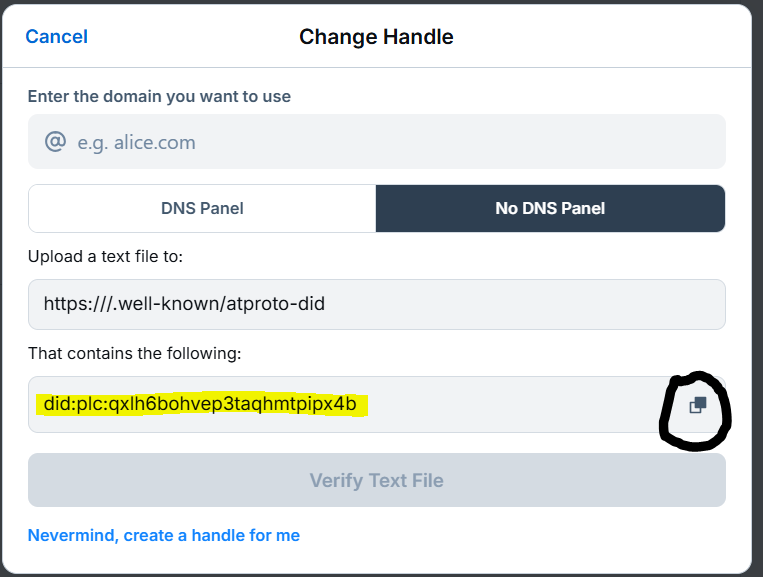 Cancel
Change Handle
Enter the domain you want to use
@ e.g. alice.com
DNS Panel
No DNS Panel
Upload a text file to:
https:///.well-known/atproto-did
That contains the following:
did:plc:qxlh6bohvep3taqhmtpipx4b
Verify Text File
Nevermind, create a handle for me